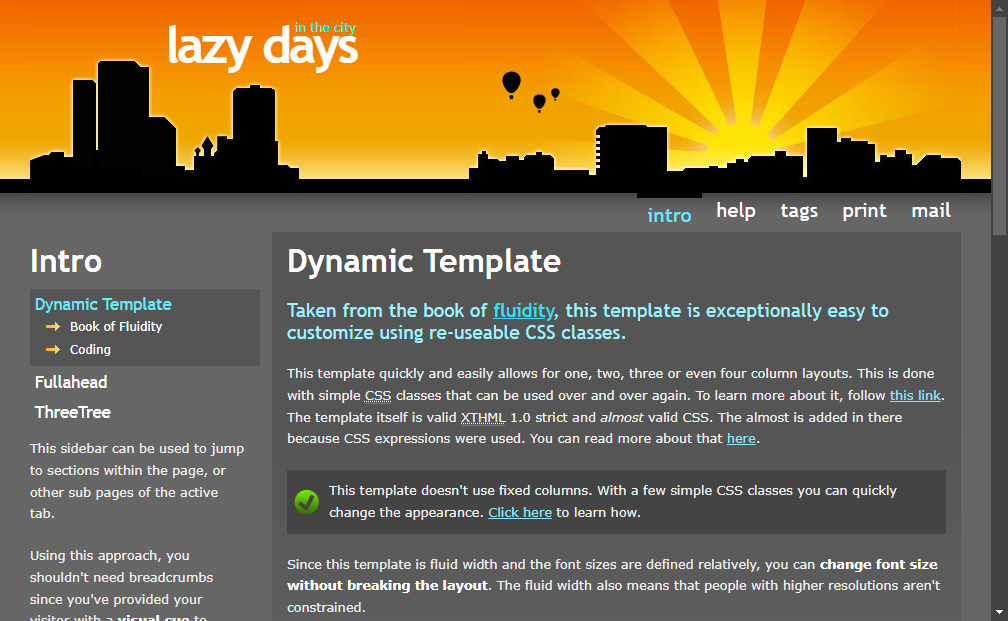 in the city
lazy days
intro
help
tags
print
mail
Intro
Dynamic Template
Book of Fluidity
Coding
Fullahead
ThreeTree
This sidebar can be used to jump
to sections within the page, or
other sub pages of the active
tab.
Using this approach, you
shouldn't need breadcrumbs
since you've provided your
visitor with a visual cue to
Dynamic Template
Taken from the book of fluidity, this template is exceptionally easy to
customize using re-useable CSS classes.
This template quickly and easily allows for one, two, three or even four column layouts. This is done
with simple CSS classes that can be used over and over again. To learn more about it, follow this link.
The template itself is valid XTHML 1.0 strict and almost valid CSS. The almost is added in there
because CSS expressions were used. You can read more about that here.
This template doesn't use fixed columns. With a few simple CSS classes you can quickly
change the appearance. Click here to learn how.
Since this template is fluid width and the font sizes are defined relatively, you can change font size
without breaking the layout. The fluid width also means that people with higher resolutions aren't
constrained.